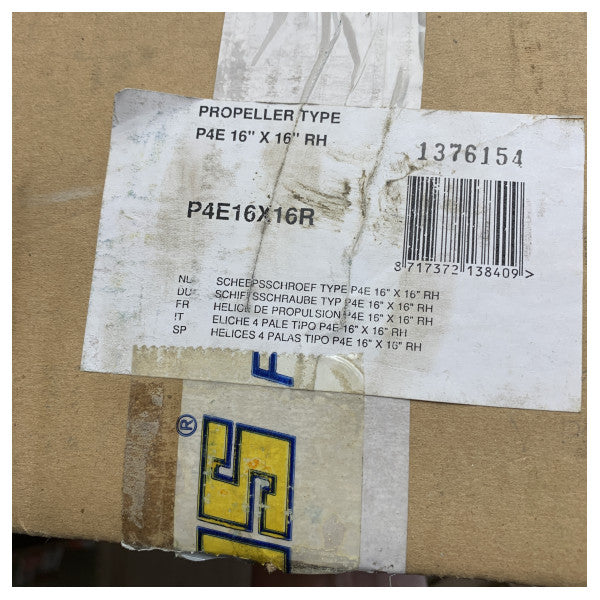 PROPELLER TYPE
P4E 16" X 16" RH
1376154
P4E16X16R
8 717372 138409 >
NL SCHEEPSSCHROEF TYPE P4E 16" X 16" RH
SCHIFFSSCHRAUBE TYP P4E 16" X 16" RH
FR HELICE DE PROPULSION P4E 16" X 16" RH
IT ELICHE 4 PALE TIPO P4E 16" X 16" RH
SP HELICES 4 PALAS TIPO P4E 16" X 16" RH
®